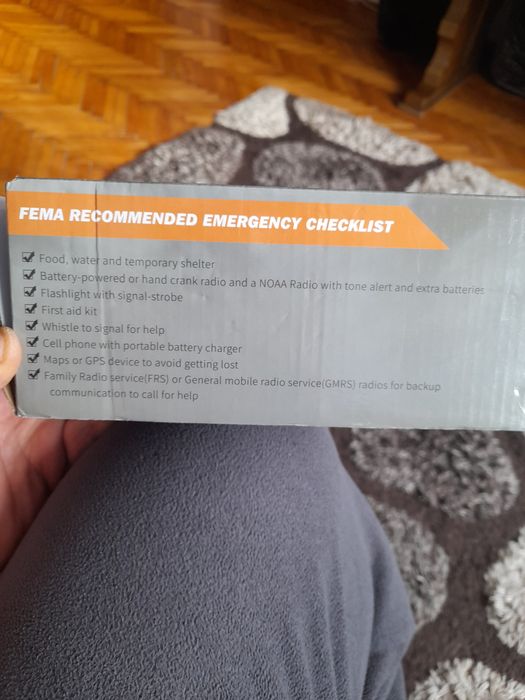 FEMA RECOMMENDED EMERGENCY CHECKLIST
Food, water and temporary shelter
Battery-powered or hand crank radio and a NOAA Radio with tone alert and extra batteries
Flashlight with signal-strobe
First aid kit
Whistle to signal for help
Cell phone with portable battery charger
Maps or GPS device to avoid getting lost
Family Radio service(FRS) or General mobile radio service(GMRS) radios for backup
communication to call for help